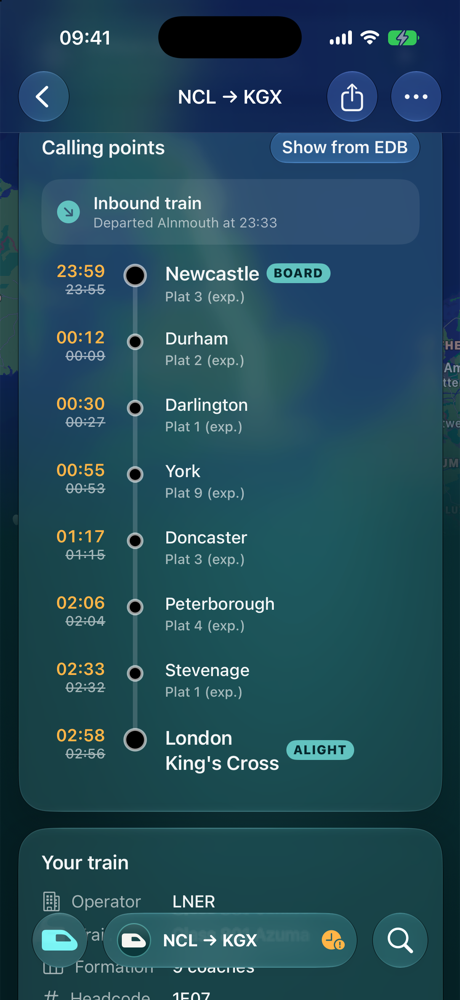 09:41
NCL → KGX
Calling points
Show from EDB
Inbound train
Departed Alnmouth at 23:33
23:59
23:55
Newcastle BOARD
Plat 3 (exp.)
00:12
00:09
Durham
Plat 2 (exp.)
00:30
00:27
Darlington
Plat 1 (exp.)
00:55
00:53
York
Plat 9 (exp.)
01:17
01:15
Doncaster
Plat 3 (exp.)
02:06
02:04
Peterborough
Plat 4 (exp.)
02:33
02:32
Stevenage
Plat 1 (exp.)
02:58
02:56
London
King's Cross
ALIGHT
Your train
Operator LNER
NCL → KGX
Formation 9 coaches
# Headcode 1E07